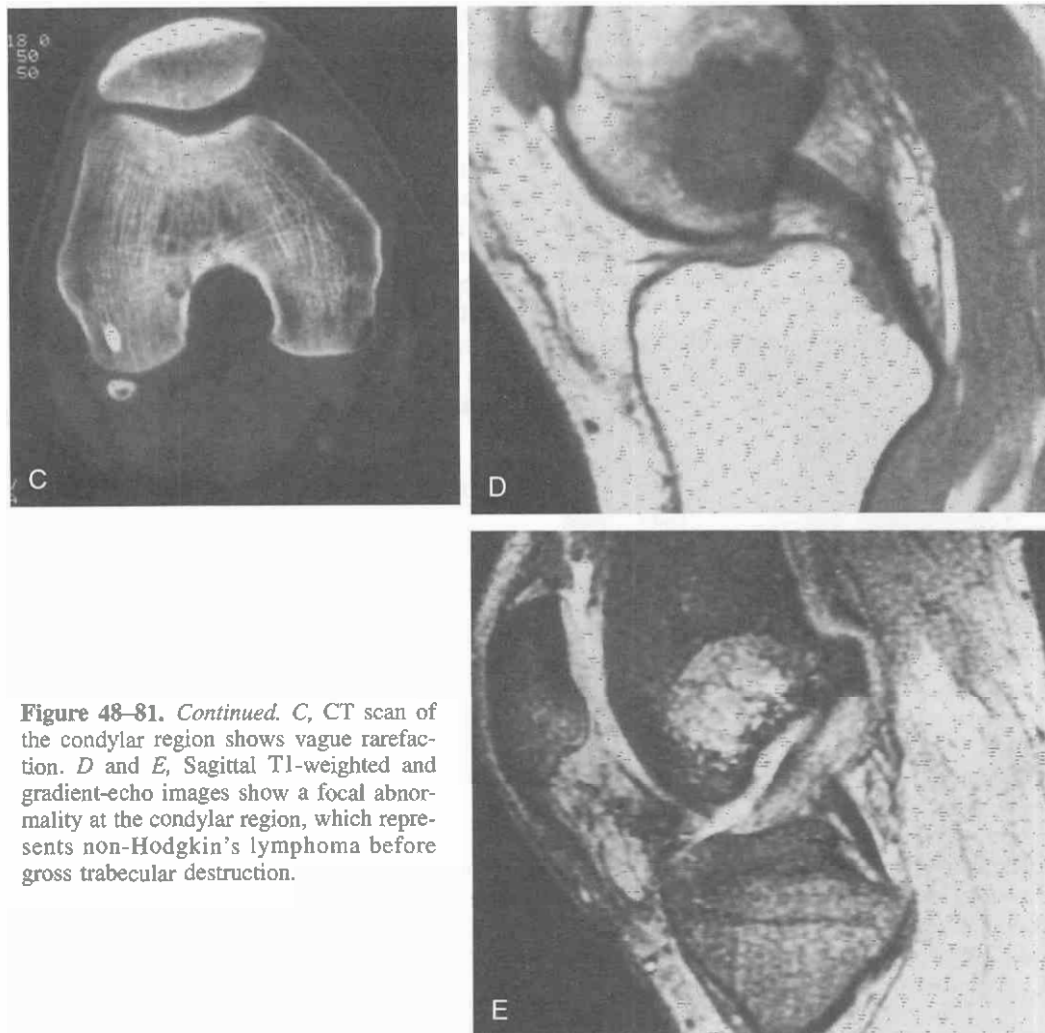 18 0
50
50
C
D
Figure 48–81. Continued. C, CT scan of
the condylar region shows vague rarefac-
tion. D and E, Sagittal T1-weighted and
gradient-echo images show a focal abnor-
mality at the condylar region, which repre-
sents non-Hodgkin's lymphoma before
gross trabecular destruction.
E